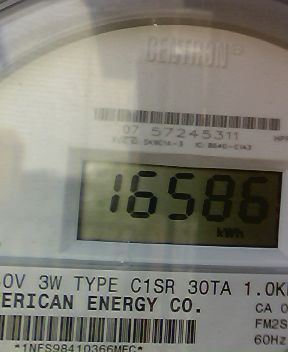 CENTRON®
07 57245311
16586
kWh
0V 3W TYPE C1SR 30TA 1.0K
ERICAN ENERGY CO.
CA 0
FM2S
60Hz
*1NFS98410366MEC*